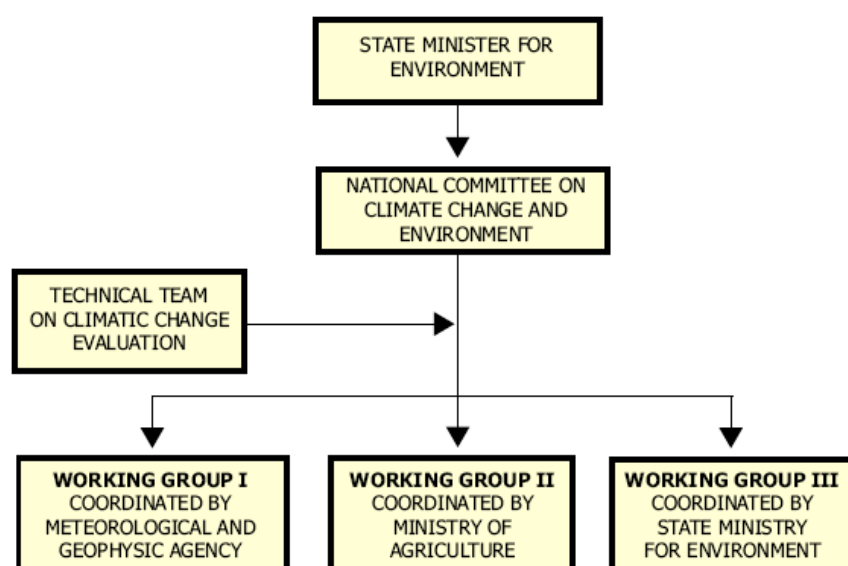 STATE MINISTER FOR
ENVIRONMENT
NATIONAL COMMITTEE ON
CLIMATE CHANGE AND
ENVIRONMENT
TECHNICAL TEAM
ON CLIMATIC CHANGE
EVALUATION
WORKING GROUP I
COORDINATED BY
METEOROLOGICAL AND
GEOPHYSIC AGENCY
WORKING GROUP II
COORDINATED BY
MINISTRY OF
AGRICULTURE
WORKING GROUP III
COORDINATED BY
STATE MINISTRY
FOR ENVIRONMENT